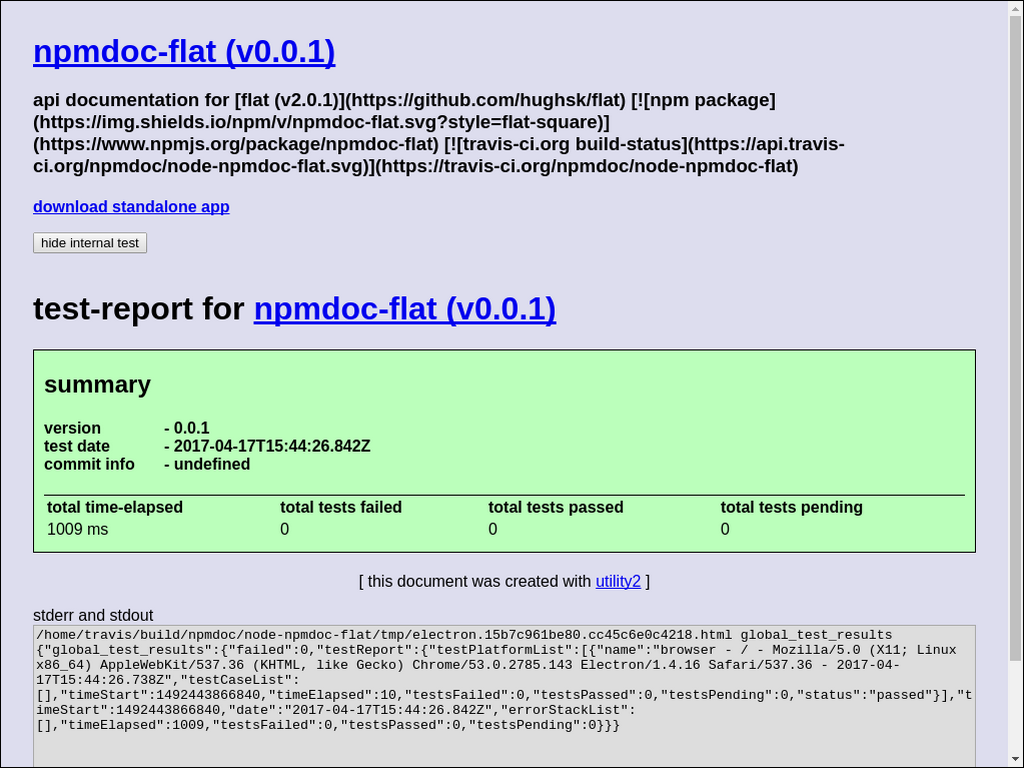 npmdoc-flat (v0.0.1)
api documentation for [flat (v2.0.1)](https://github.com/hughsk/flat) [![npm package]
(https://img.shields.io/npm/v/npmdoc-flat.svg?style=flat-square)]
(https://www.npmjs.org/package/npmdoc-flat) [![travis-ci.org build-status](https://api.travis-
ci.org/npmdoc/node-npmdoc-flat.svg)](https://travis-ci.org/npmdoc/node-npmdoc-flat)
download standalone app
hide internal test
test-report for npmdoc-flat (v0.0.1)
summary
version - 0.0.1
test date - 2017-04-17T15:44:26.842Z
commit info - undefined
total time-elapsed total tests failed total tests passed total tests pending
1009 ms 0 0 0
[ this document was created with utility2 ]
stderr and stdout
/home/travis/build/npmdoc/node-npmdoc-flat/tmp/electron.15b7c961be80.cc45c6e0c4218.html global_test_results
{"global_test_results":{"failed":0,"testReport":{"testPlatformList":[{"name":"browser - / - Mozilla/5.0 (X11; Linux
x86_64) AppleWebKit/537.36 (KHTML, like Gecko) Chrome/53.0.2785.143 Electron/1.4.16 Safari/537.36 - 2017-04-
17T15:44:26.738Z","testCaseList":
[],"timeStart":1492443866840,"timeElapsed":10,"testsFailed":0,"testsPassed":0,"testsPending":0,"status":"passed"}],"t
imeStart":1492443866840,"date":"2017-04-17T15:44:26.842Z","errorStackList":
[],"timeElapsed":1009,"testsFailed":0,"testsPassed":0,"testsPending":0}}}